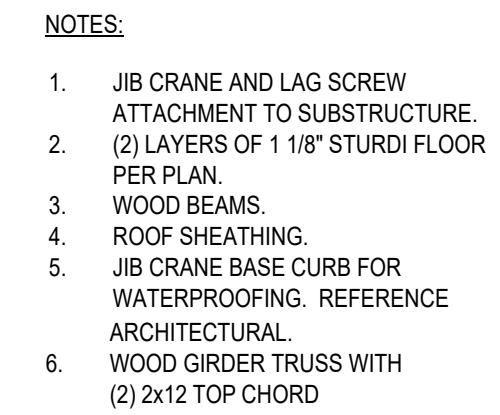 NOTES:
1. JIB CRANE AND LAG SCREW
ATTACHMENT TO SUBSTRUCTURE.
2. (2) LAYERS OF 1 1/8" STURDI FLOOR
PER PLAN.
3. WOOD BEAMS.
4. ROOF SHEATHING.
5. JIB CRANE BASE CURB FOR
WATERPROOFING. REFERENCE
ARCHITECTURAL.
6. WOOD GIRDER TRUSS WITH
(2) 2x12 TOP CHORD